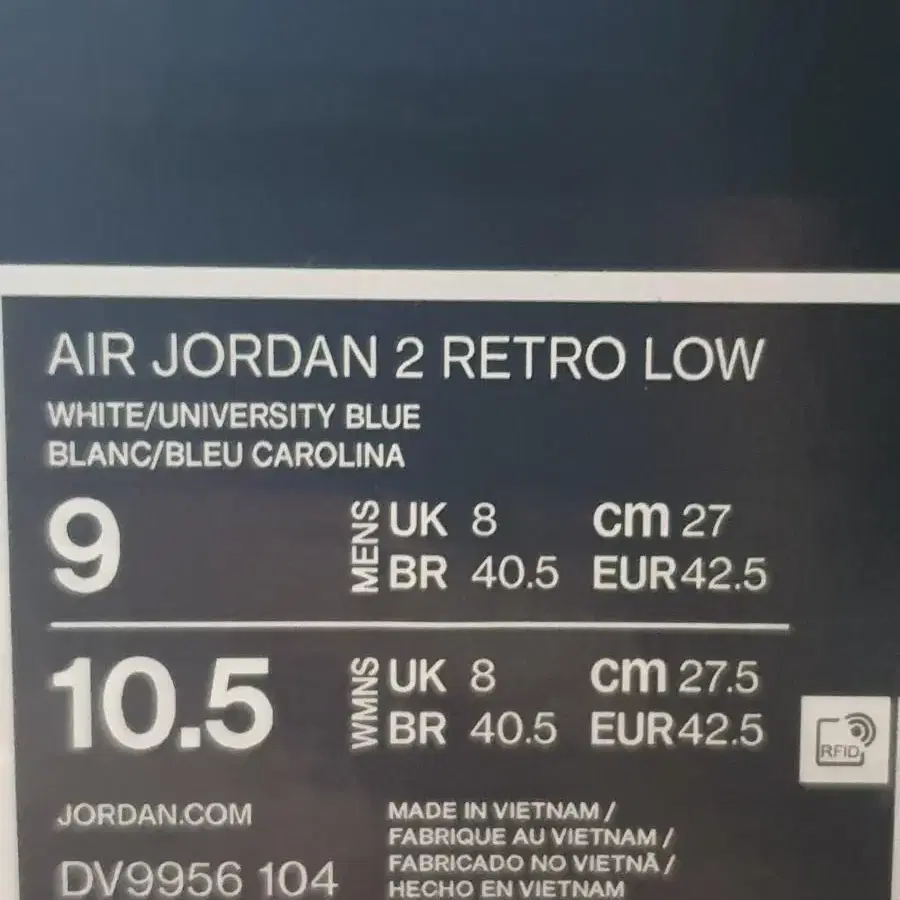 AIR JORDAN 2 RETRO LOW
WHITE/UNIVERSITY BLUE
BLANC/BLEU CAROLINA
9 MENS UK 8 cm 27
BR 40.5 EUR 42.5
10.5 WMNS UK 8 cm 27.5
BR 40.5 EUR 42.5
RFID
JORDAN.COM
DV9956 104
MADE IN VIETNAM /
FABRIQUE AU VIETNAM /
FABRICADO NO VIETNÃ /
HECHO EN VIETNAM